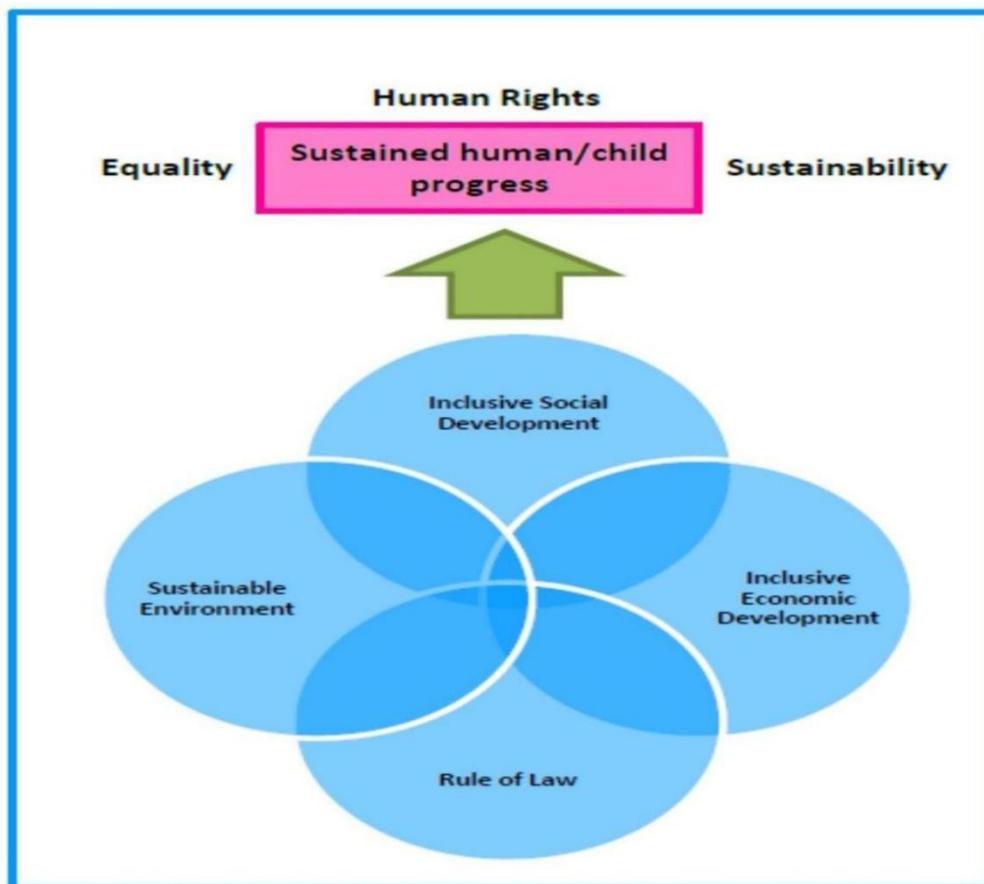 Human Rights
Equality
Sustained human/child
progress
Sustainability
Inclusive Social
Development
Sustainable
Environment
Inclusive
Economic
Development
Rule of Law